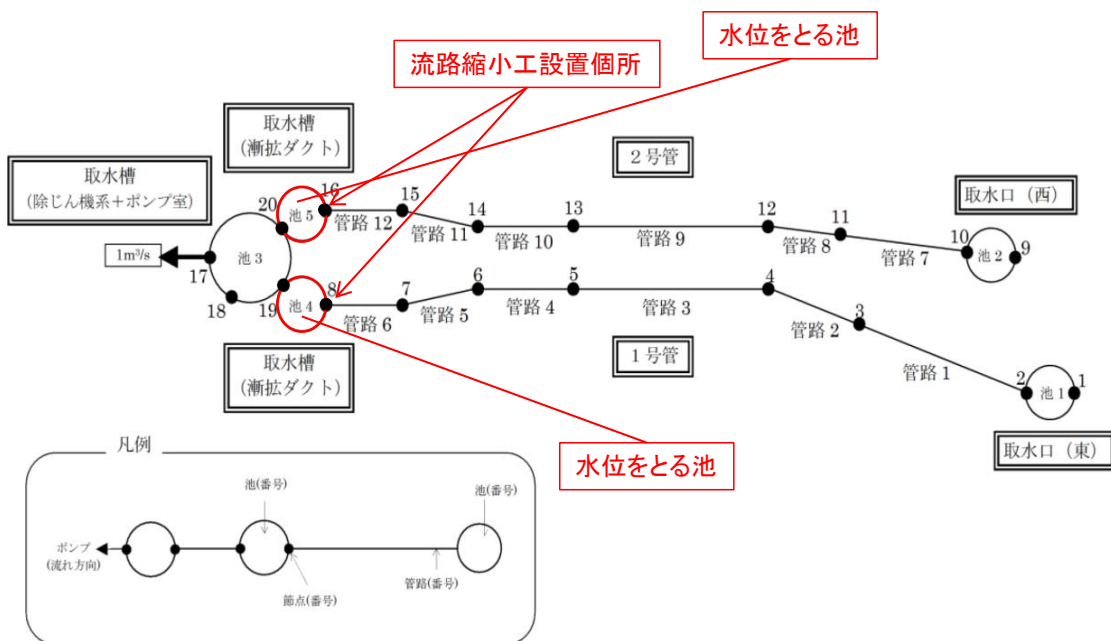 水位をとる池
流路縮小工設置個所
取水槽
(漸拡ダクト)
２号管
取水槽
(除じん機系＋ポンプ室)
取水口（西）
20
池5
16
管路12
15
管路11
14
管路10
13
管路9
12
管路8
11
管路7
10
池2
9
1m³/s
17
池3
18
19
池4
8
管路6
7
管路5
6
管路4
5
管路3
4
管路2
3
管路1
2
池1
1
取水槽
(漸拡ダクト)
１号管
取水口（東）
水位をとる池
凡例
池(番号)
池(番号)
ポンプ
(流れ方向)
節点(番号)
管路(番号)